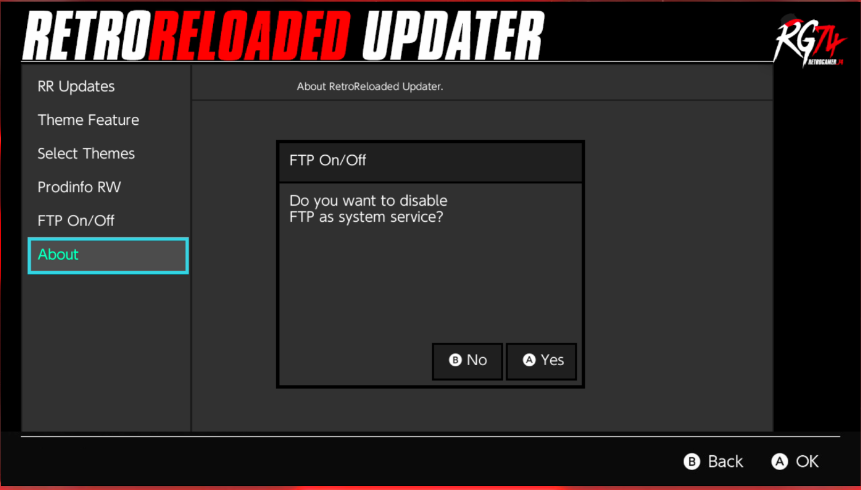 RETRORELOADED UPDATER
RG74
RETROGAMER.IN
RR Updates
Theme Feature
Select Themes
Prodinfo RW
FTP On/Off
About
About RetroReloaded Updater.
FTP On/Off
Do you want to disable
FTP as system service?
B No
A Yes
B Back
A OK